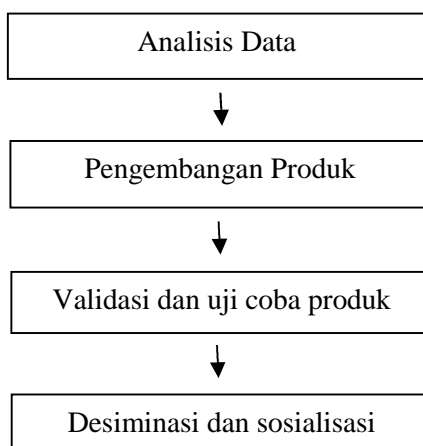 Analisis Data
Pengembangan Produk
Validasi dan uji coba produk
Desiminasi dan sosialisasi